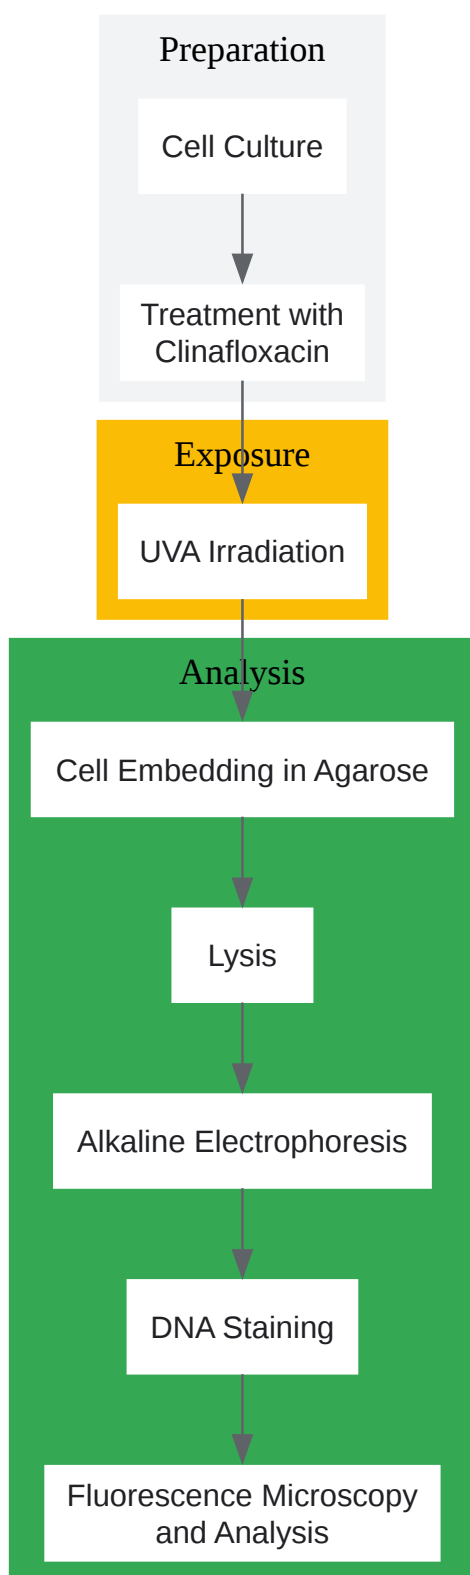 Preparation
Cell Culture
Treatment with
Clinafloxacin
Exposure
UVA Irradiation
Analysis
Cell Embedding in Agarose
Lysis
Alkaline Electrophoresis
DNA Staining
Fluorescence Microscopy
and Analysis